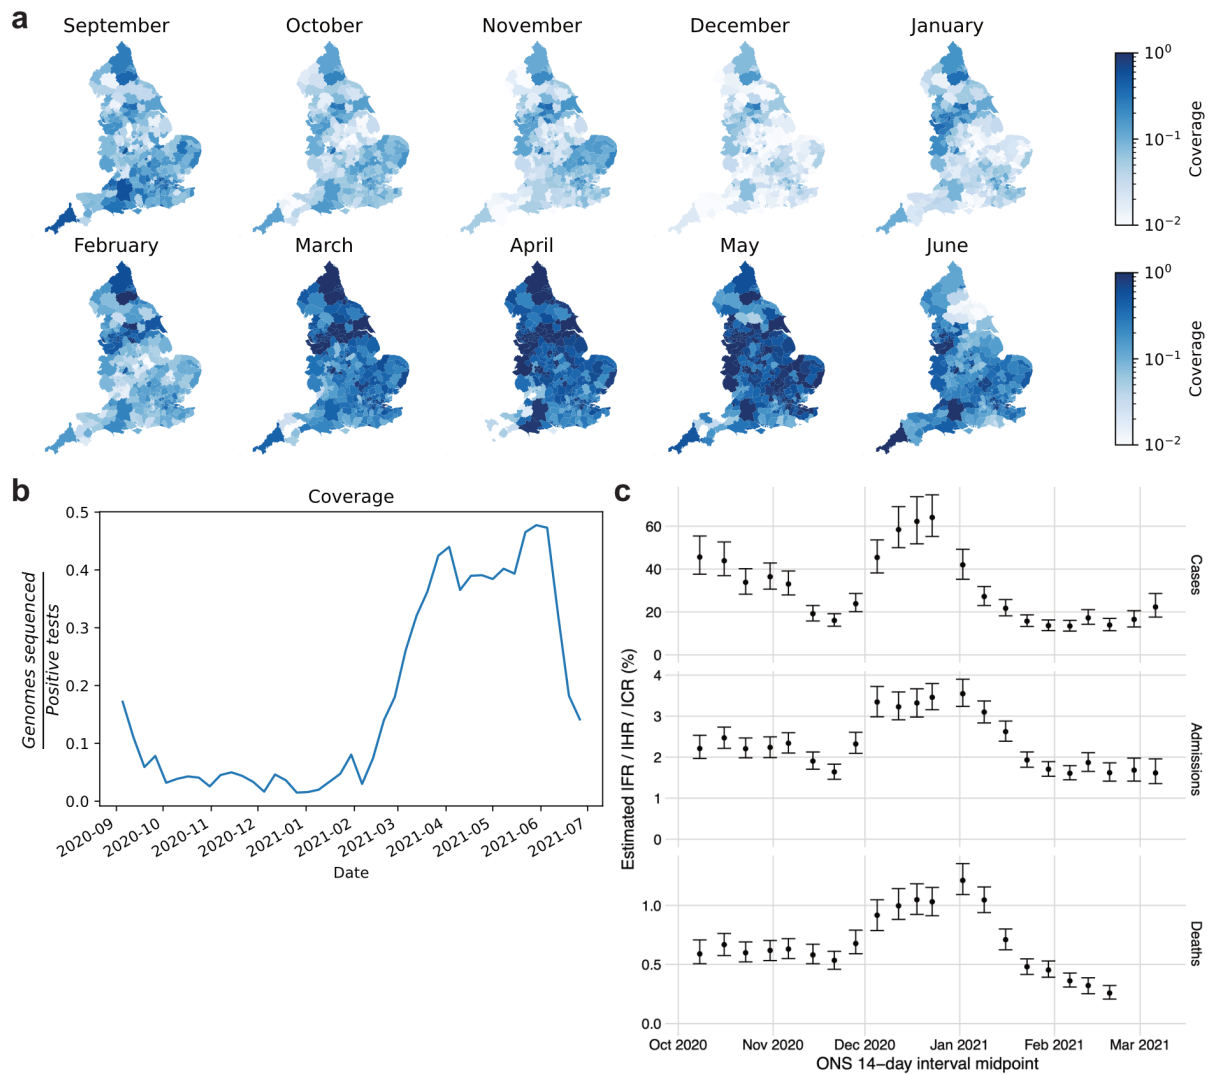 a
September
October
November
December
January
10⁰
10⁻¹
10⁻²
Coverage
February
March
April
May
June
10⁰
10⁻¹
10⁻²
Coverage
b
Coverage
0.5
0.4
0.3
0.2
0.1
0.0
Genomes sequenced
Positive tests
2020-09
2020-10
2020-11
2020-12
2021-01
2021-02
2021-03
2021-04
2021-05
2021-06
2021-07
Date
c
Estimated IFR / IHR / ICR (%)
60
40
20
0
Cases
4
3
2
1
0
Admissions
1.0
0.5
0.0
Deaths
Oct 2020
Nov 2020
Dec 2020
Jan 2021
Feb 2021
Mar 2021
ONS 14−day interval midpoint